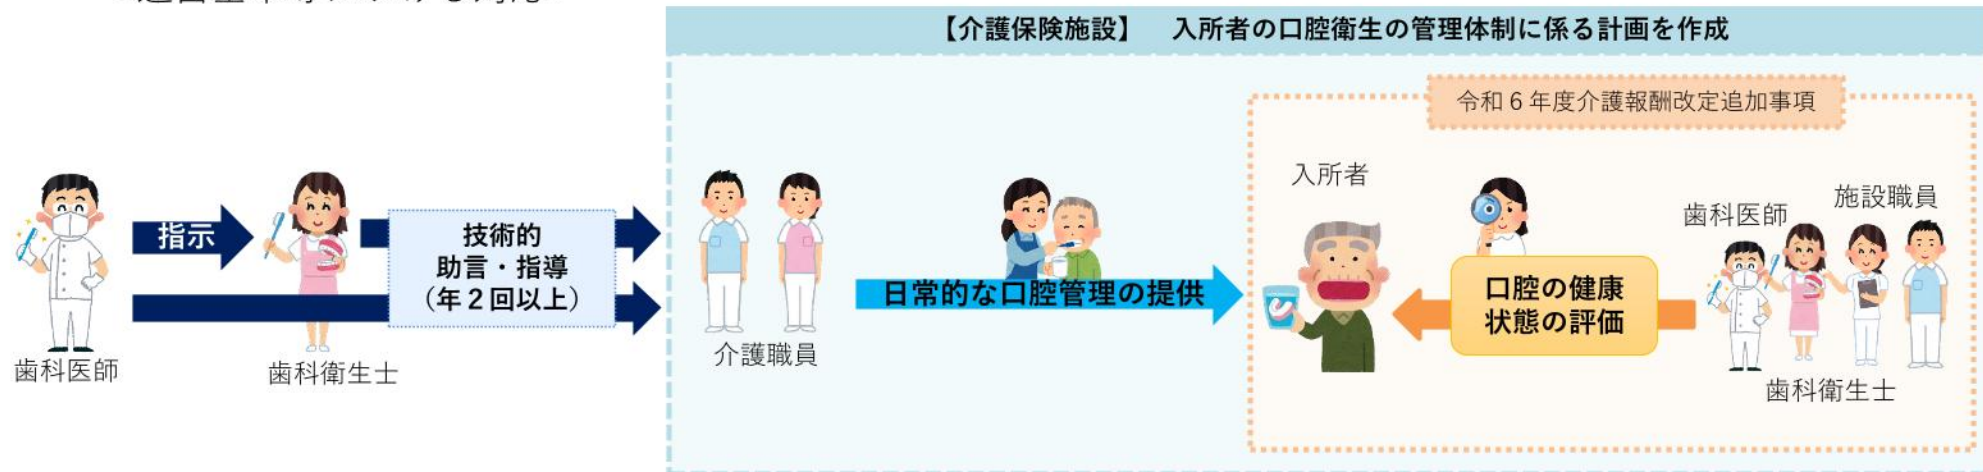 【介護保険施設】 入所者の口腔衛生の管理体制に係る計画を作成
令和6年度介護報酬改定追加事項
指示
技術的
助言・指導
（年２回以上）
歯科医師
歯科衛生士
介護職員
日常的な口腔管理の提供
入所者
口腔の健康
状態の評価
歯科医師
施設職員
歯科衛生士